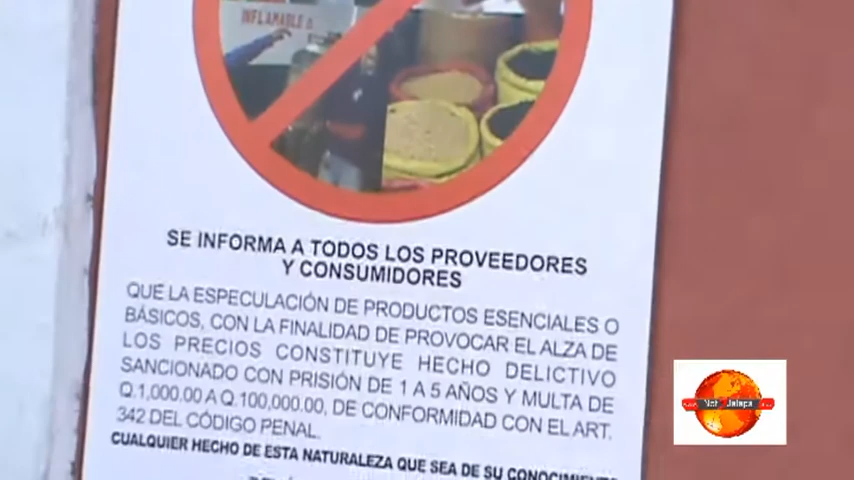 INFLAMABLE
SE INFORMA A TODOS LOS PROVEEDORES
Y CONSUMIDORES
QUE LA ESPECULACIÓN DE PRODUCTOS ESENCIALES O
BÁSICOS, CON LA FINALIDAD DE PROVOCAR EL ALZA DE
LOS PRECIOS CONSTITUYE HECHO DELICTIVO
SANCIONADO CON PRISIÓN DE 1 A 5 AÑOS Y MULTA DE
Q.1,000.00 A Q.100,000.00, DE CONFORMIDAD CON EL ART.
342 DEL CÓDIGO PENAL.
CUALQUIER HECHO DE ESTA NATURALEZA QUE SEA DE SU CONOCIMIENTO
Not Jalapa